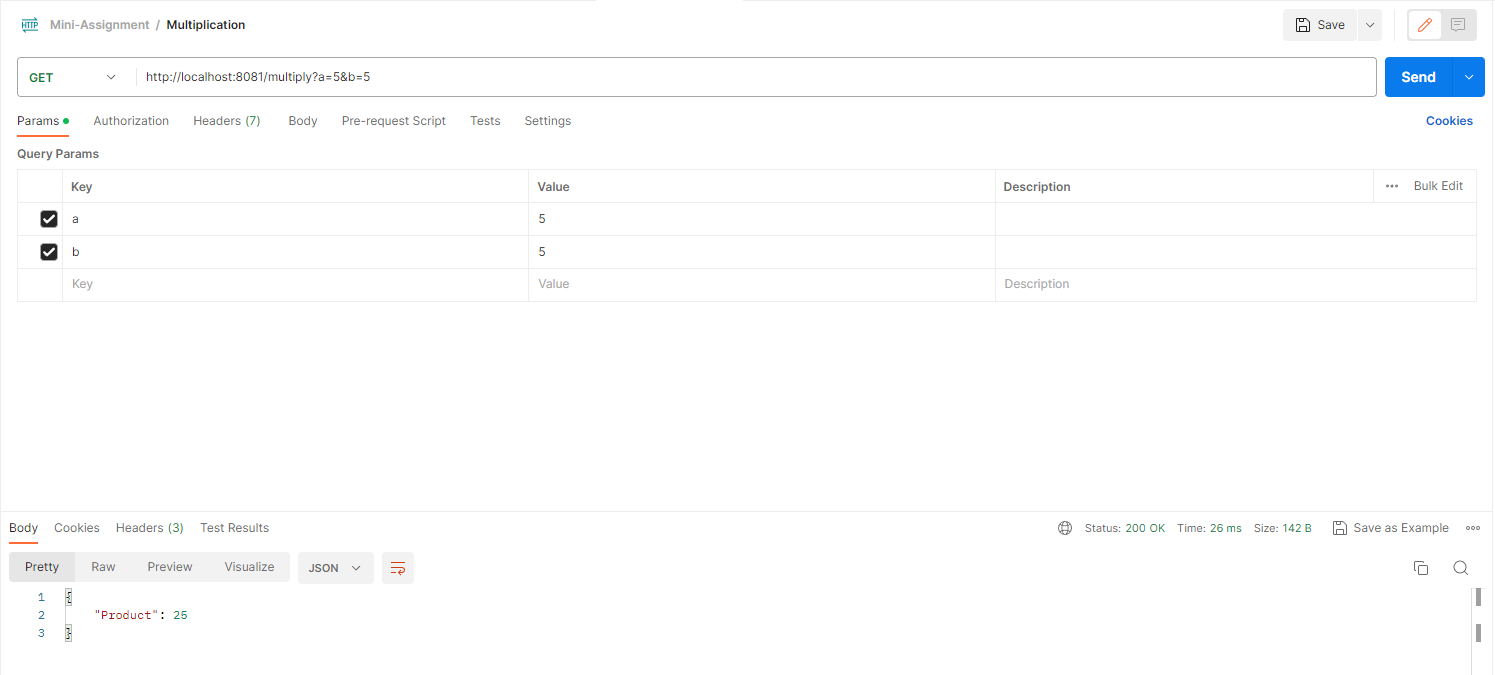 HTTP Mini-Assignment / Multiplication Save
GET http://localhost:8081/multiply?a=5&b=5 Send
Params Authorization Headers (7) Body Pre-request Script Tests Settings Cookies
Query Params
Key Value Description Bulk Edit
a 5
b 5
Key Value Description
Body Cookies Headers (3) Test Results Status: 200 OK Time: 26 ms Size: 142 B Save as Example
Pretty Raw Preview Visualize JSON
1 {
2 "Product": 25
3 }